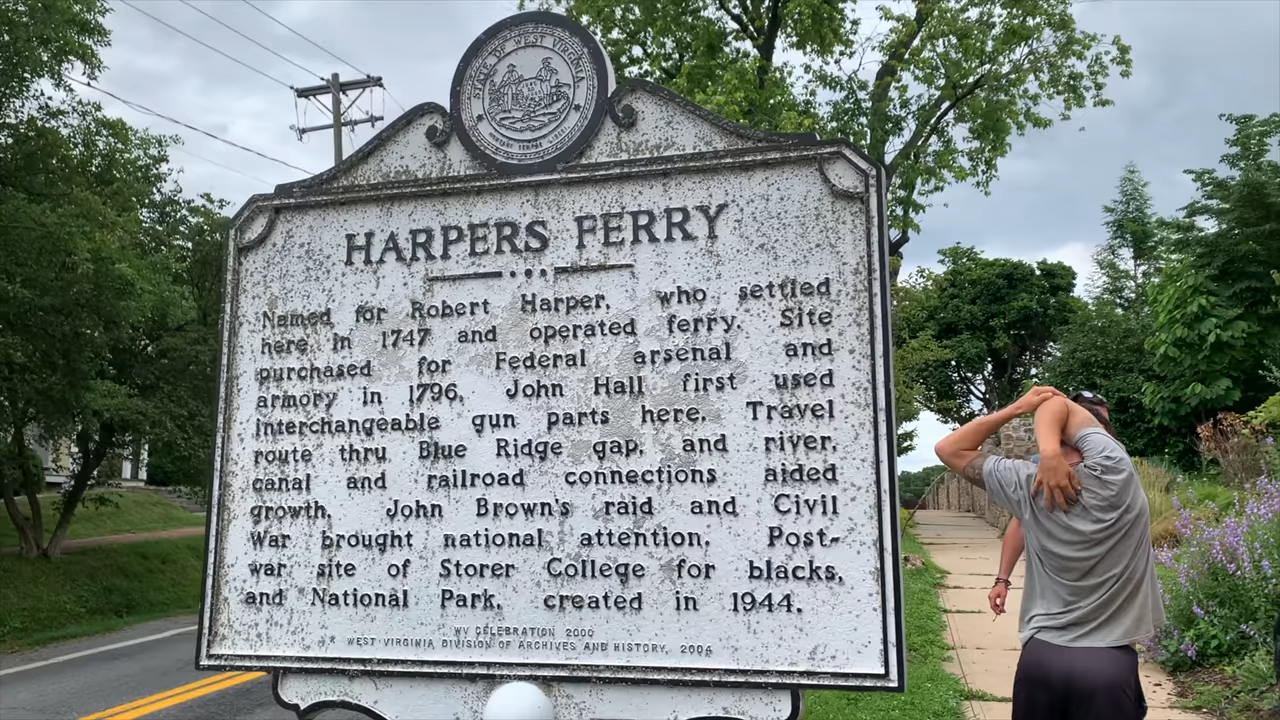 STATE OF WEST VIRGINIA
HARPERS FERRY
Named for Robert Harper, who settled
here in 1747 and operated ferry. Site
purchased for Federal arsenal and
armory in 1796. John Hall first used
interchangeable gun parts here. Travel
route thru Blue Ridge gap, and river,
canal and railroad connections aided
growth. John Brown's raid and Civil
War brought national attention. Post-
war site of Storer College for blacks,
and National Park, created in 1944.
WV CELEBRATION 2000
WEST VIRGINIA DIVISION OF ARCHIVES AND HISTORY, 2004